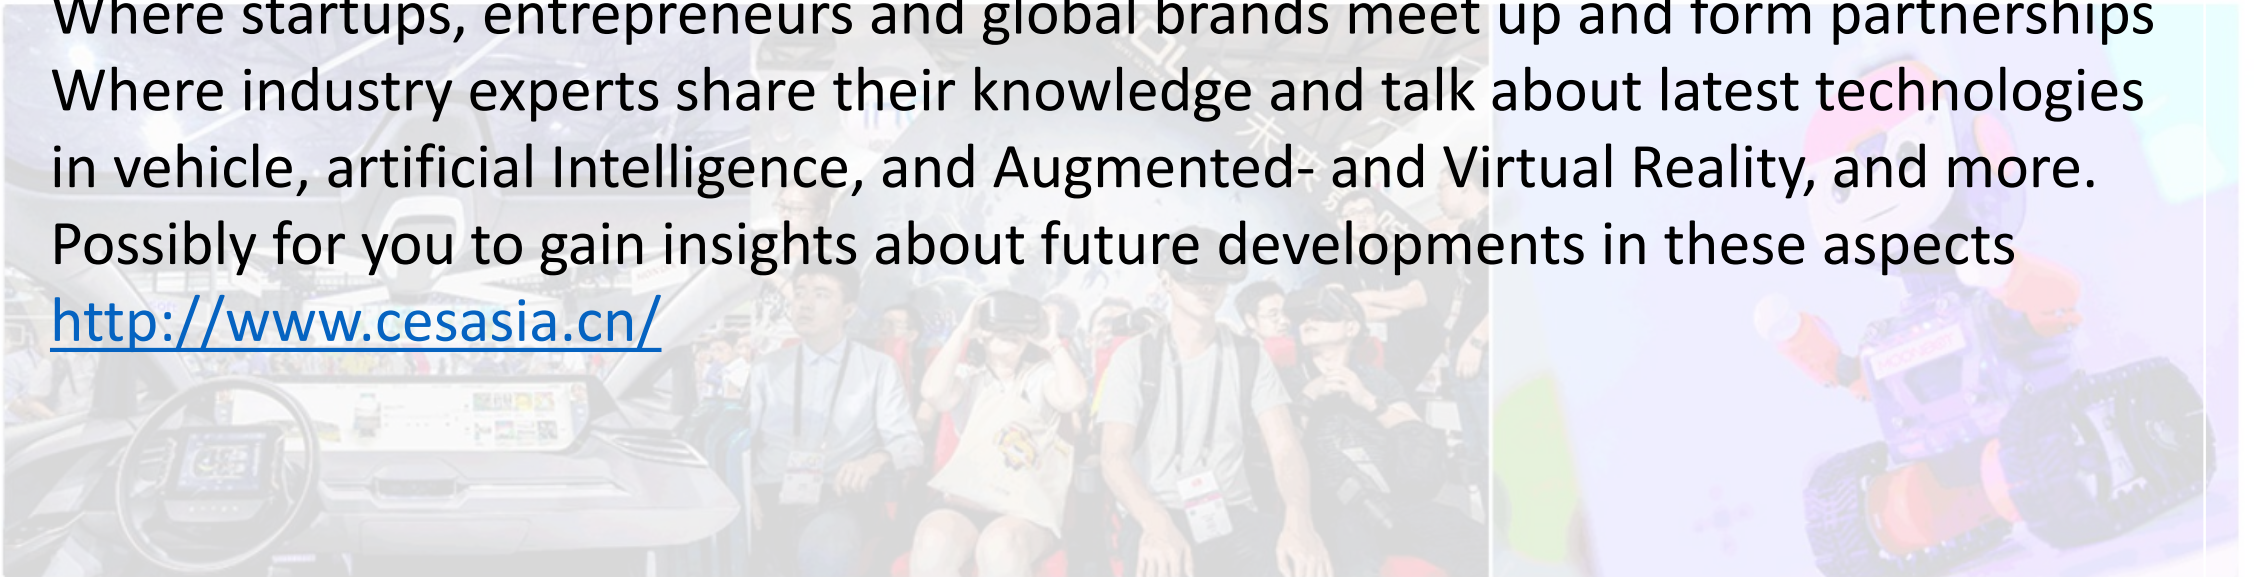 Where startups, entrepreneurs and global brands meet up and form partnerships
Where industry experts share their knowledge and talk about latest technologies
in vehicle, artificial Intelligence, and Augmented- and Virtual Reality, and more.
Possibly for you to gain insights about future developments in these aspects
http://www.cesasia.cn/